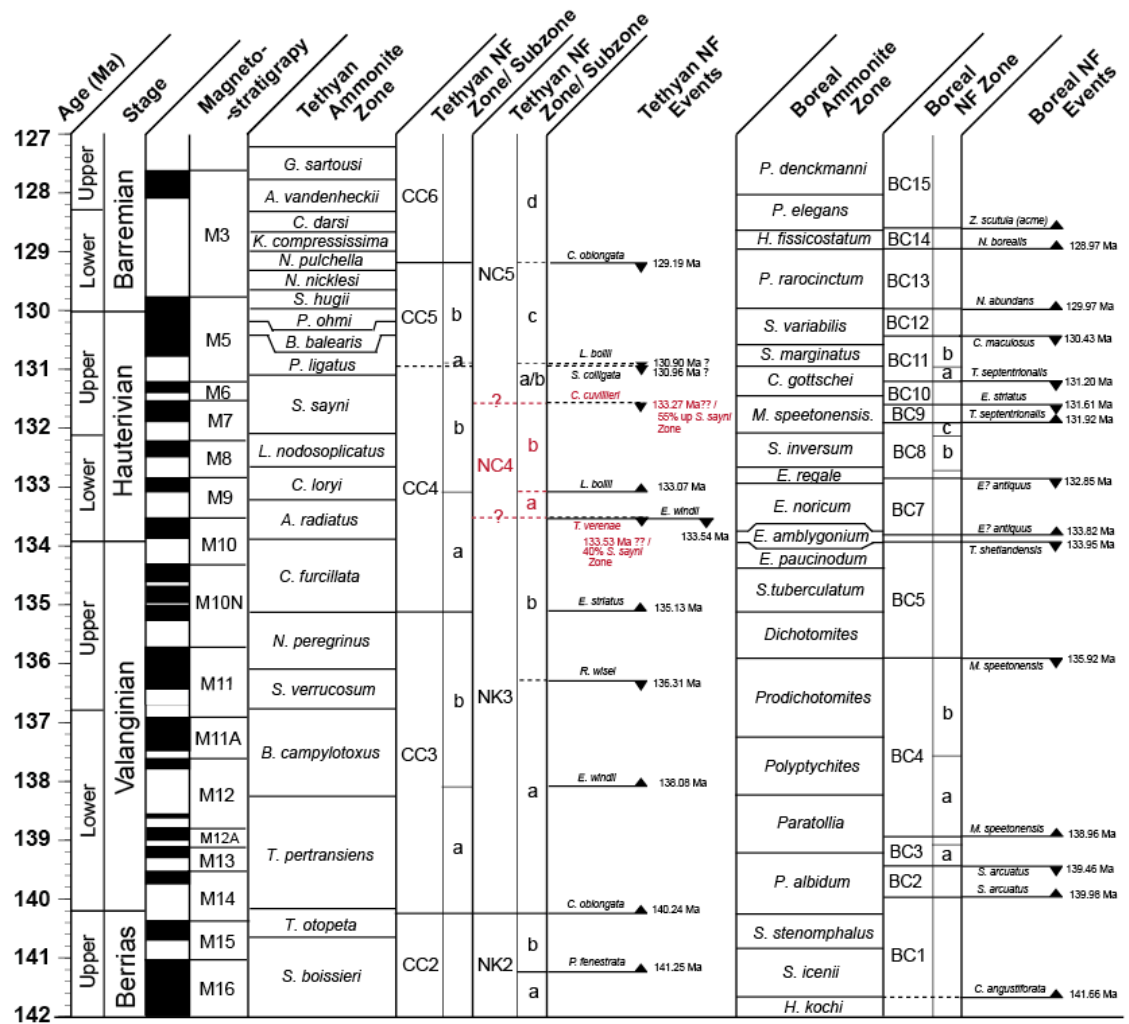 Age (Ma)
Stage
Magneto-
-stratigrapy
Tethyan
Ammonite
Zone
Tethyan NF
Zone/ Subzone
Tethyan NF
Zone/ Subzone
Tethyan NF
Events
Boreal
Ammonite
Zone
Boreal
NF Zone
Boreal NF
Events
127
128
129
130
131
132
133
134
135
136
137
138
139
140
141
142
Upper
Lower
Upper
Lower
Upper
Lower
Upper
Barremian
Hauterivian
Valanginian
Berrias
M3
M5
M6
M7
M8
M9
M10
M10N
M11
M11A
M12
M12A
M13
M14
M15
M16
G. sartousi
A. vandenheckii
C. darsi
K. compressissima
N. pulchella
N. nicklesi
S. hugii
P. ohmi
B. balearis
P. ligatus
S. sayni
L. nodosoplicatus
C. loryi
A. radiatus
C. furcillata
N. peregrinus
S. verrucosum
B. campylotoxus
T. pertransiens
T. otopeta
S. boissieri
CC6
CC5
CC4
CC3
CC2
b
a
b
a
b
a
NC5
?
NC4
?
NK3
NK2
d
c
a/b
b
a
b
a
b
a
C. oblongata
129.19 Ma
L. bollii
130.90 Ma ?
S. colligata
130.96 Ma ?
C. cuvillieri
133.27 Ma?? /
55% up S. sayni
Zone
L. bollii
133.07 Ma
E. windii
133.54 Ma
T. verenae
133.53 Ma ?? /
40% S. sayni
Zone
E. striatus
135.13 Ma
R. wisei
136.31 Ma
E. windii
138.08 Ma
C. oblongata
140.24 Ma
P. fenestrata
141.25 Ma
P. denckmanni
P. elegans
H. fissicostatum
P. rarocinctum
S. variabilis
S. marginatus
C. gottschei
M. speetonensis.
S. inversum
E. regale
E. noricum
E. amblygonium
E. paucinodum
S.tuberculatum
Dichotomites
Prodichotomites
Polyptychites
Paratollia
P. albidum
S. stenomphalus
S. icenii
H. kochi
BC15
BC14
BC13
BC12
BC11
BC10
BC9
BC8
BC7
BC5
BC4
BC3
BC2
BC1
b
a
c
b
b
a
a
Z. scutula (acme)
N. borealis
128.97 Ma
N. abundans
129.97 Ma
C. maculosus
130.43 Ma
T. septentrionalis
131.20 Ma
E. striatus
131.61 Ma
T. septentrionalis
131.92 Ma
E? antiquus
132.85 Ma
E? antiquus
133.82 Ma
T. shetlandensis
133.95 Ma
M. speetonensis
135.92 Ma
M. speetonensis
138.96 Ma
S. arcuatus
139.46 Ma
S. arcuatus
139.98 Ma
C. angustiforata
141.66 Ma